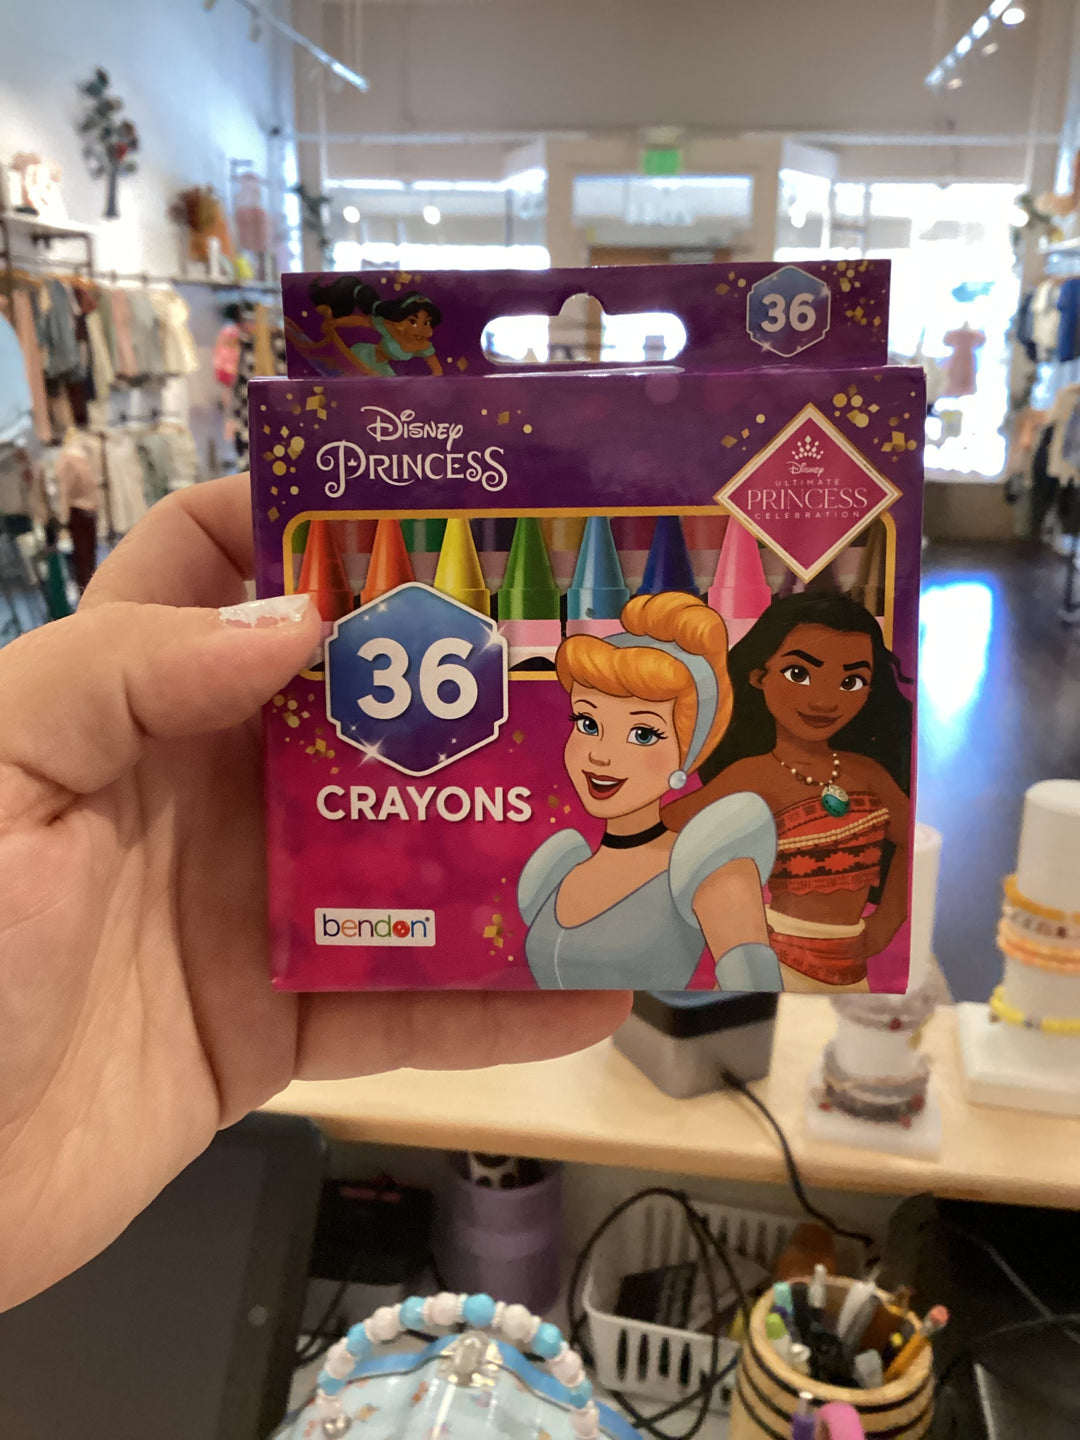 36
Disney
PRINCESS
Disney
ULTIMATE
PRINCESS
CELEBRATION
36
CRAYONS
bendon